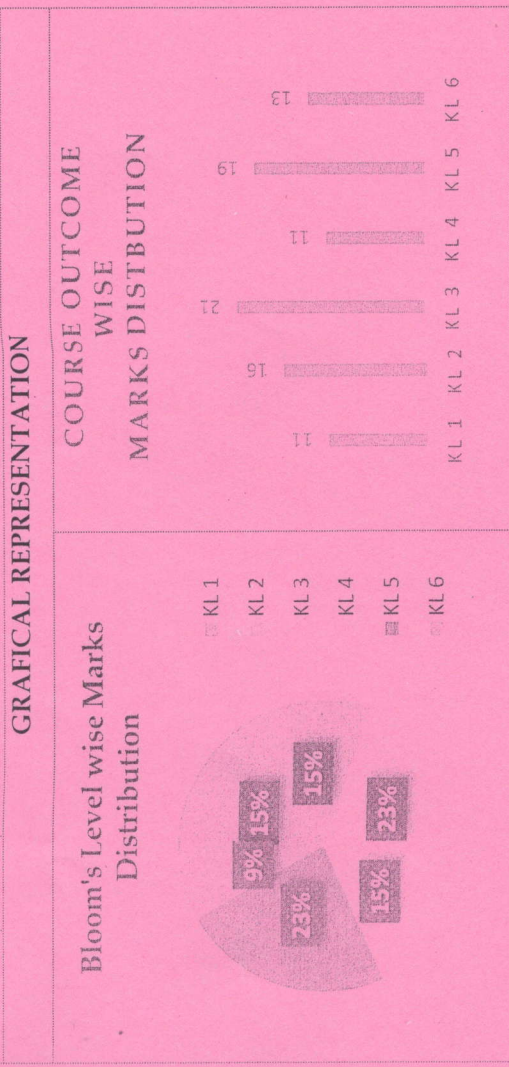 GRAFICAL REPRESENTATION
Bloom's Level wise Marks
Distribution
9%
15%
23%
15%
15%
23%
KL 1
KL 2
KL 3
KL 4
KL 5
KL 6
COURSE OUTCOME
WISE
MARKS DISTBUTION
11
16
21
11
19
13
KL 1 KL 2 KL 3 KL 4 KL 5 KL 6